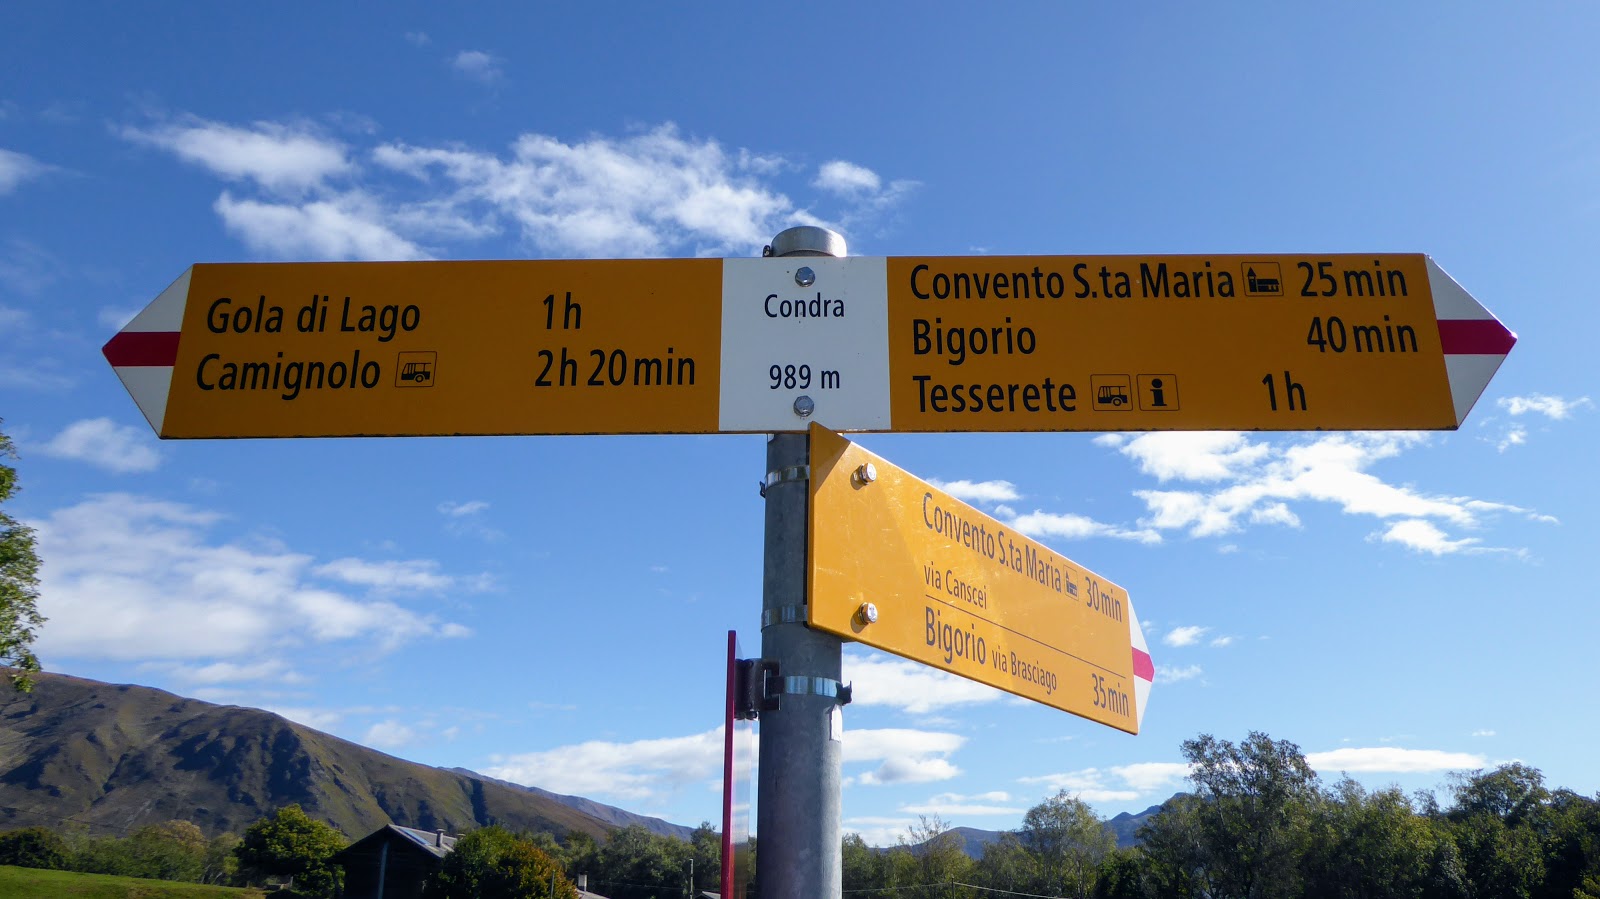 Gola di Lago 1h
Camignolo 2h 20min
Condra
989 m
Convento S.ta Maria 25min
Bigorio 40min
Tesserete 1h
Convento S.ta Maria 30min
via Canscei
Bigorio via Brasciago 35min